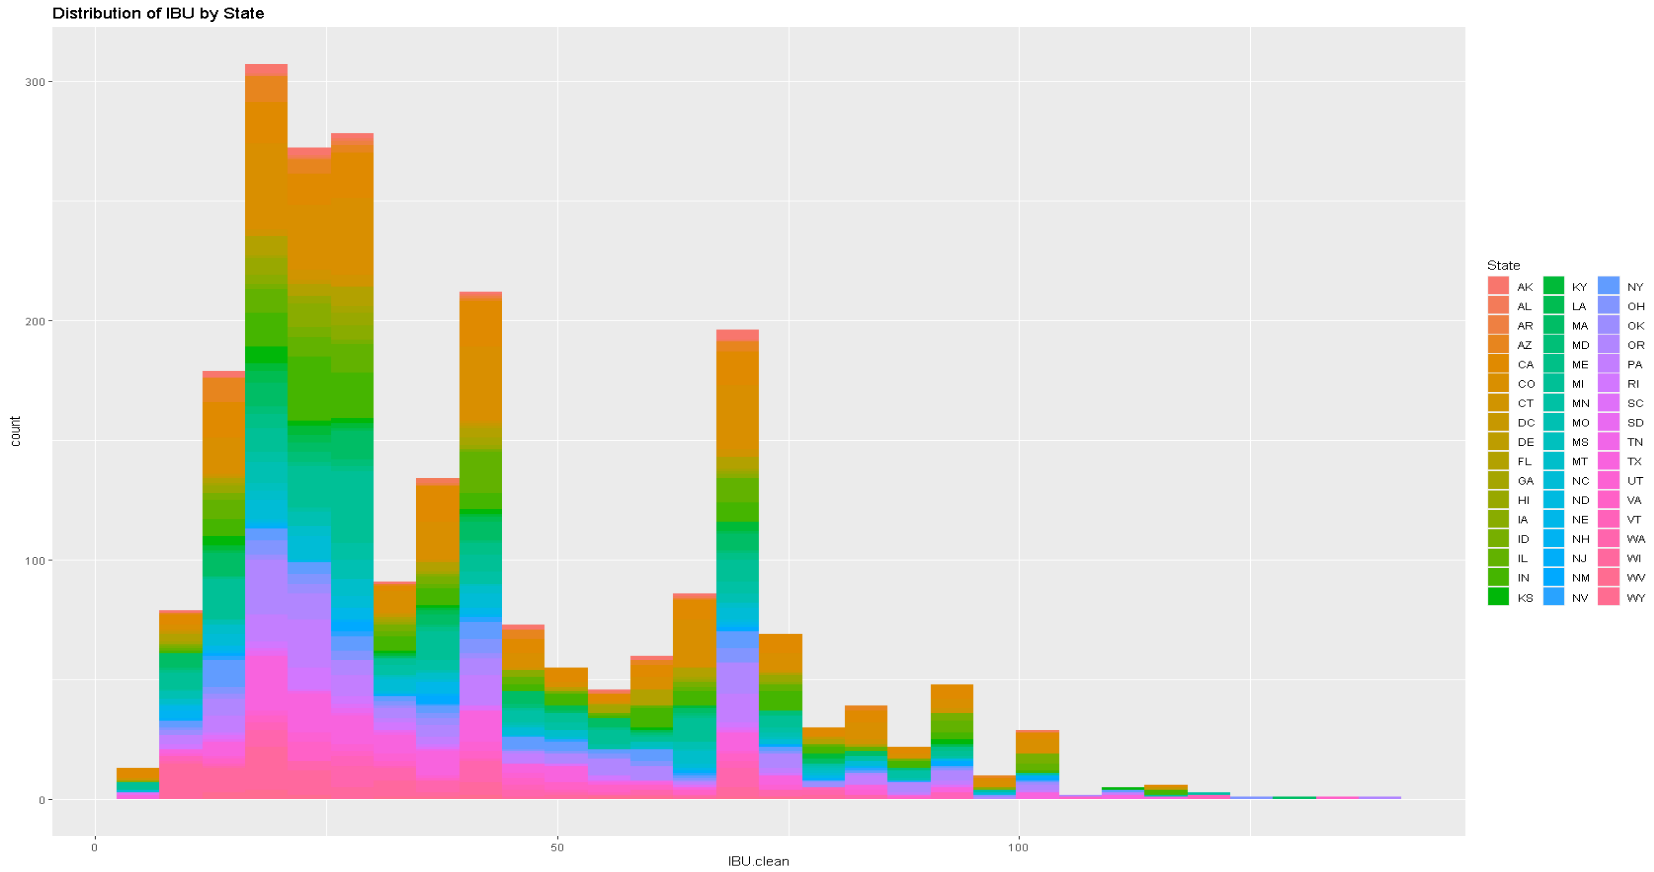 Distribution of IBU by State
300
200
100
0
count
0 50 100
IBU.clean
State
AK KY NY
AL LA OH
AR MA OK
AZ MD OR
CA ME PA
CO MI RI
CT MN SC
DC MO SD
DE MS TN
FL MT TX
GA NC UT
HI ND VA
IA NE VT
ID NH WA
IL NJ WI
IN NM WV
KS NV WY